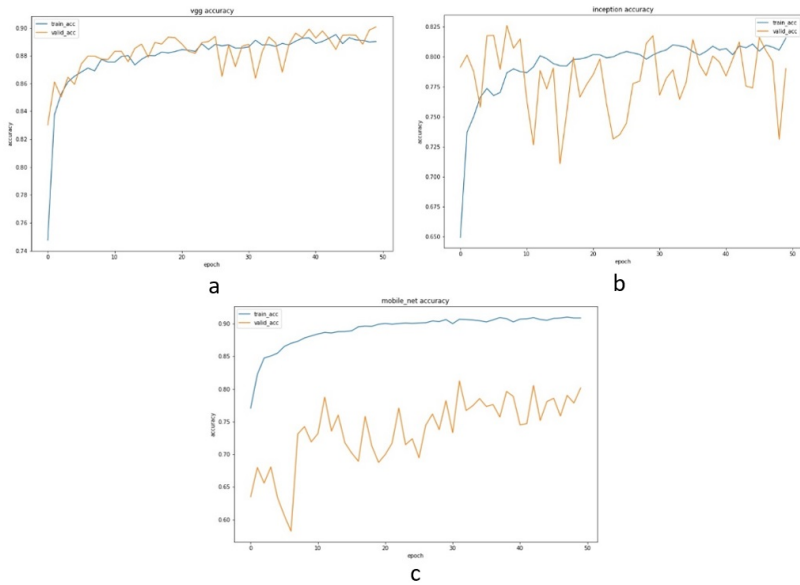 vgg accuracy
train_acc
valid_acc
0.90
0.88
0.86
0.84
0.82
0.80
0.78
0.76
0.74
accuracy
0
10
20
30
40
50
epoch
a
inception accuracy
train_acc
valid_acc
0.825
0.800
0.775
0.750
0.725
0.700
0.675
0.650
accuracy
0
10
20
30
40
50
epoch
b
mobile_net accuracy
train_acc
valid_acc
0.90
0.85
0.80
0.75
0.70
0.65
0.60
accuracy
0
10
20
30
40
50
epoch
c